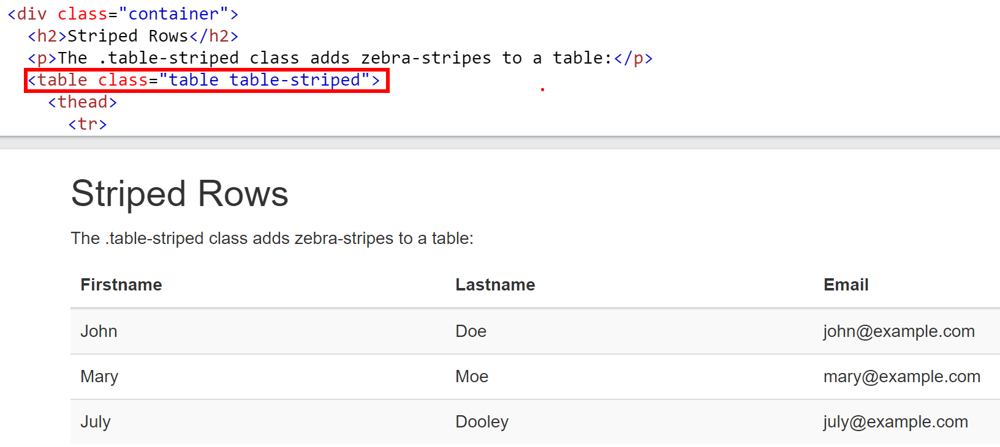 <div class="container">
<h2>Striped Rows</h2>
<p>The .table-striped class adds zebra-stripes to a table:</p>
<table class="table table-striped">
<thead>
<tr>
Striped Rows
The .table-striped class adds zebra-stripes to a table:
Firstname Lastname Email
John Doe john@example.com
Mary Moe mary@example.com
July Dooley july@example.com